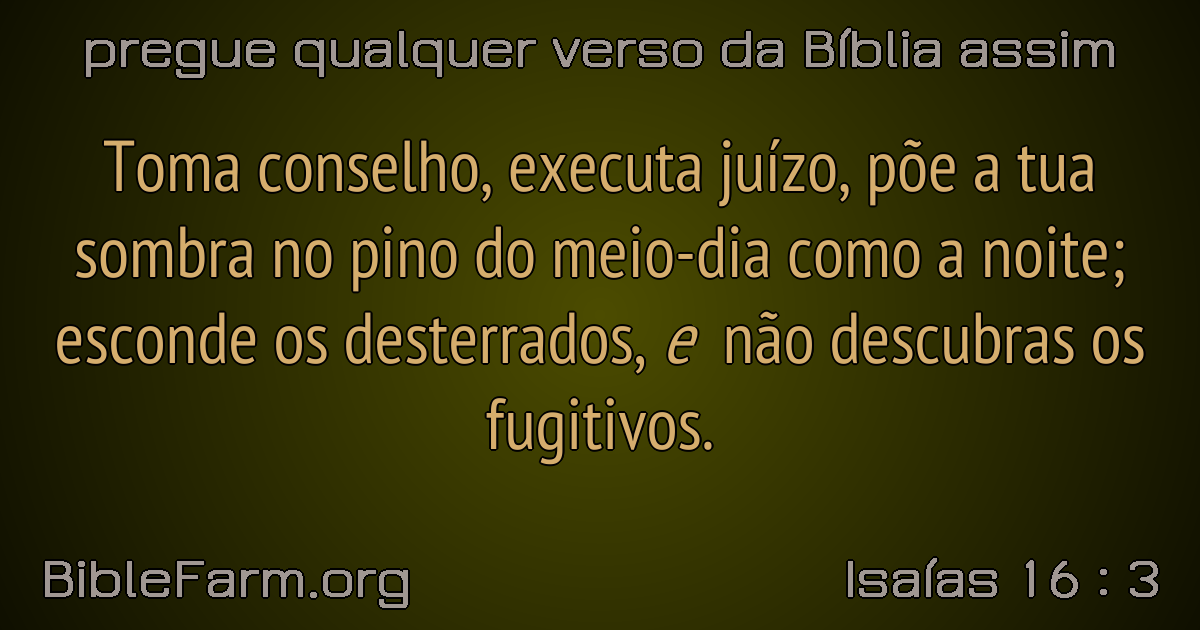 pregue qualquer verso da Bíblia assim
Toma conselho, executa juízo, põe a tua
sombra no pino do meio-dia como a noite;
esconde os desterrados, e não descubras os
fugitivos.
BibleFarm.org
Isaías 16 : 3